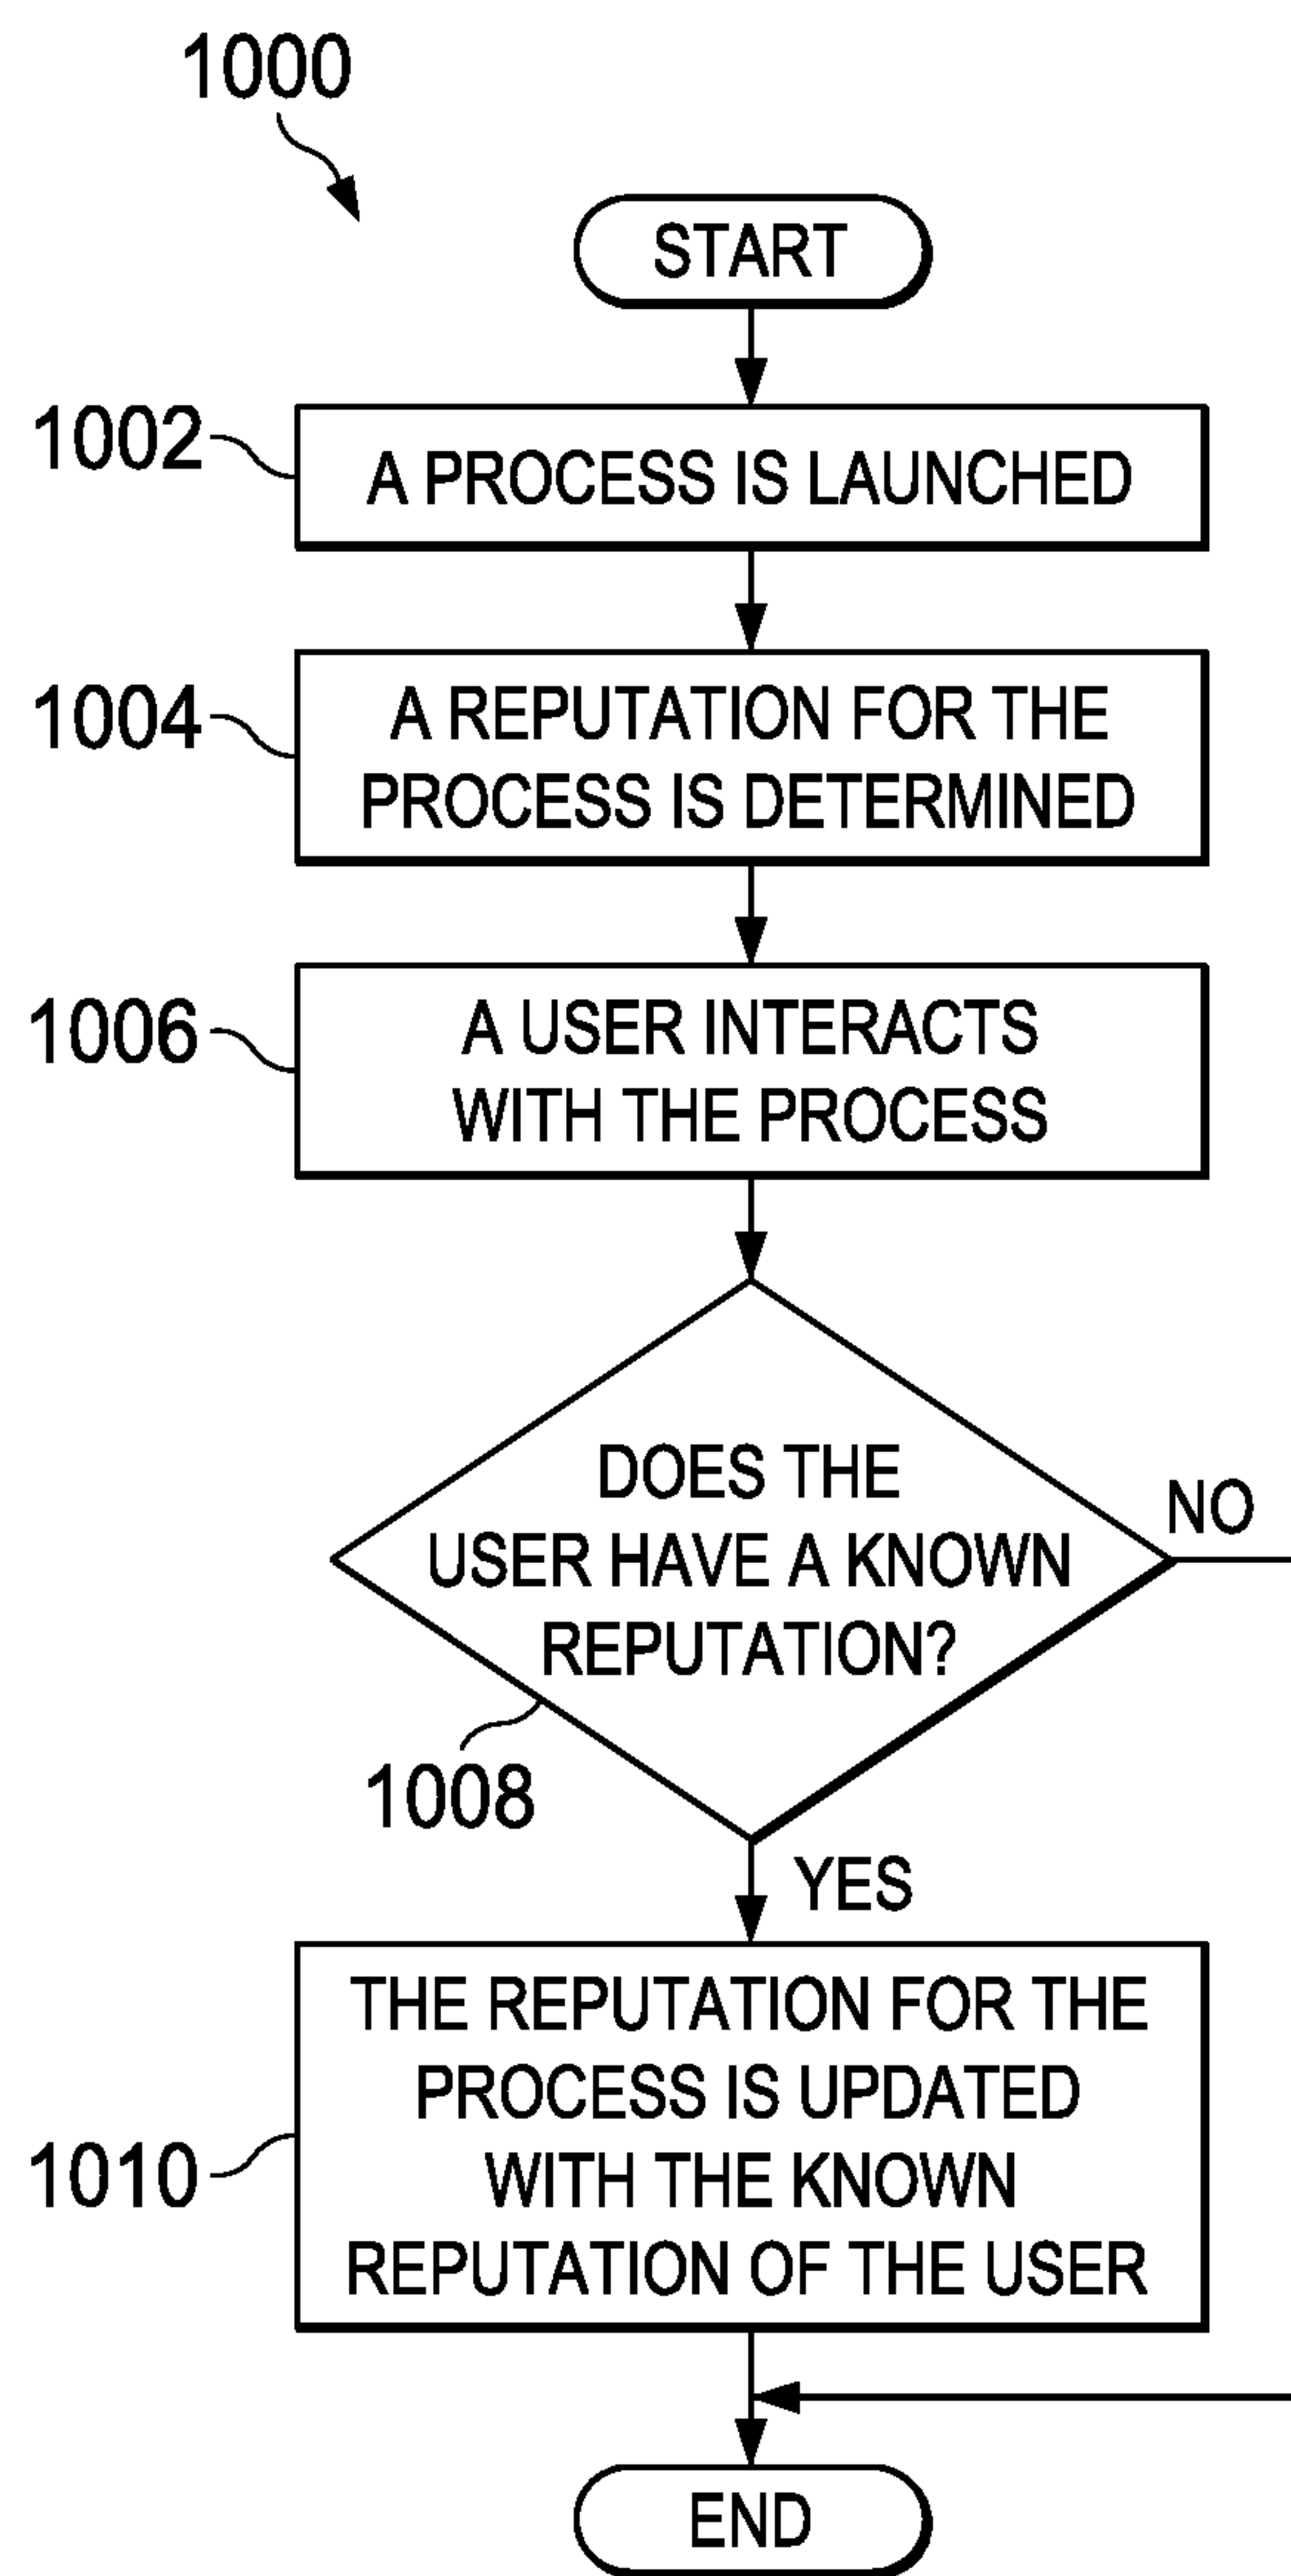 1000
START
1002
A PROCESS IS LAUNCHED
1004
A REPUTATION FOR THE
PROCESS IS DETERMINED
1006
A USER INTERACTS
WITH THE PROCESS
DOES THE
USER HAVE A KNOWN
REPUTATION?
NO
1008
YES
THE REPUTATION FOR THE
PROCESS IS UPDATED
WITH THE KNOWN
REPUTATION OF THE USER
1010
END